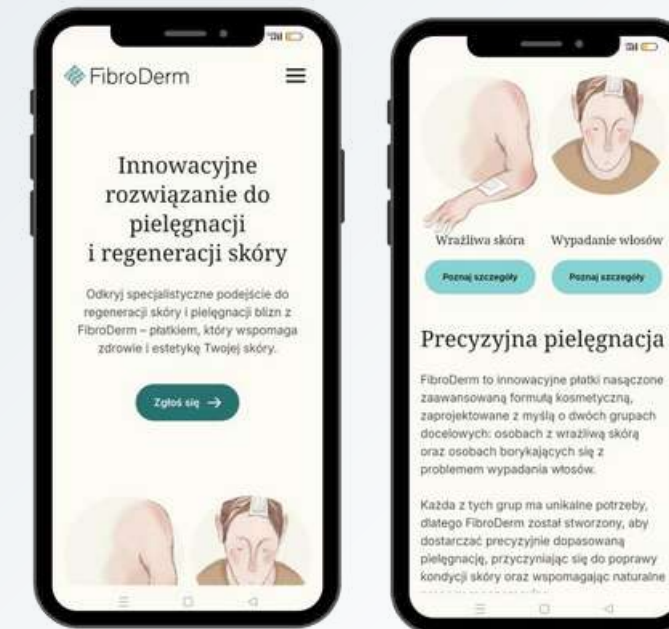 FibroDerm
Innowacyjne
rozwiązanie do
pielęgnacji
i regeneracji skóry
Odkryj specjalistyczne podejście do
regeneracji skóry i pielęgnacji blizn z
FibroDerm – płatkiem, który wspomaga
zdrowie i estetykę Twojej skóry.
Zgłoś się →
Wrażliwa skóra
Poznaj szczegóły
Wypadanie włosów
Poznaj szczegóły
Precyzyjna pielęgnacja
FibroDerm to innowacyjne płatki nasączone
zaawansowaną formułą kosmetyczną,
zaprojektowane z myślą o dwóch grupach
docelowych: osobach z wrażliwą skórą
oraz osobach borykających się z
problemem wypadania włosów.
Każda z tych grup ma unikalne potrzeby,
dlatego FibroDerm został stworzony, aby
dostarczać precyzyjnie dopasowaną
pielęgnację, przyczyniając się do poprawy
kondycji skóry oraz wspomagając naturalne